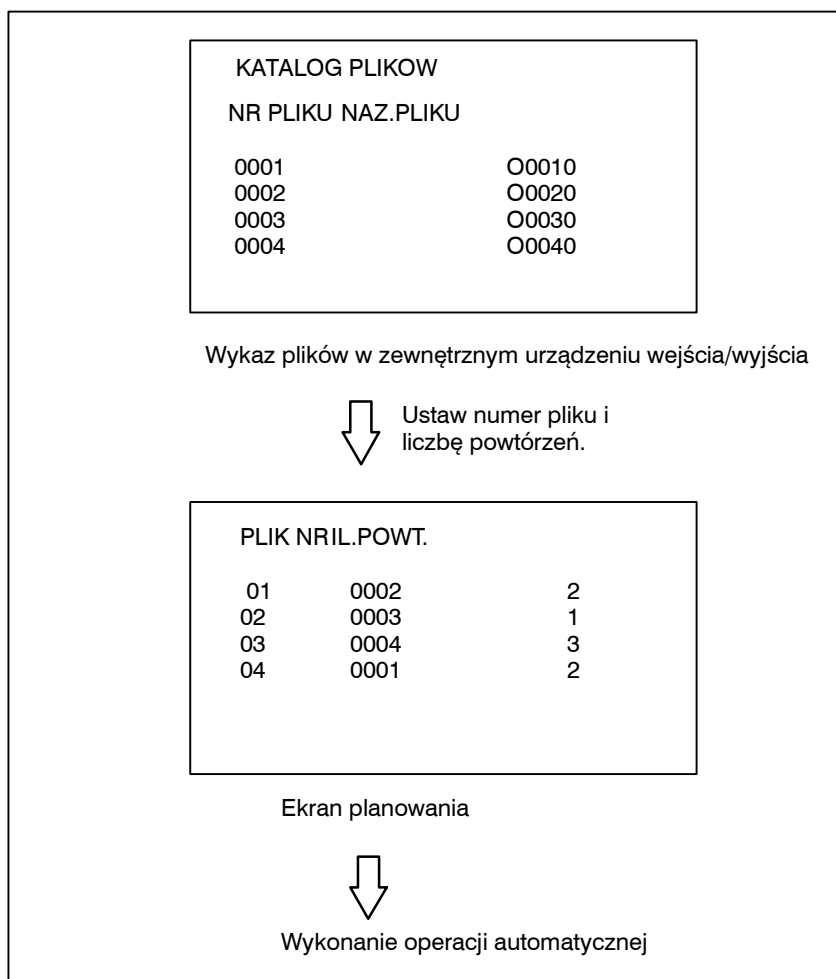 KATALOG PLIKOW
NR PLIKU NAZ.PLIKU
0001 O0010
0002 O0020
0003 O0030
0004 O0040
Wykaz plików w zewnętrznym urządzeniu wejścia/wyjścia
Ustaw numer pliku i
liczbę powtórzeń.
PLIK NRIL.POWT.
01 0002 2
02 0003 1
03 0004 3
04 0001 2
Ekran planowania
Wykonanie operacji automatycznej